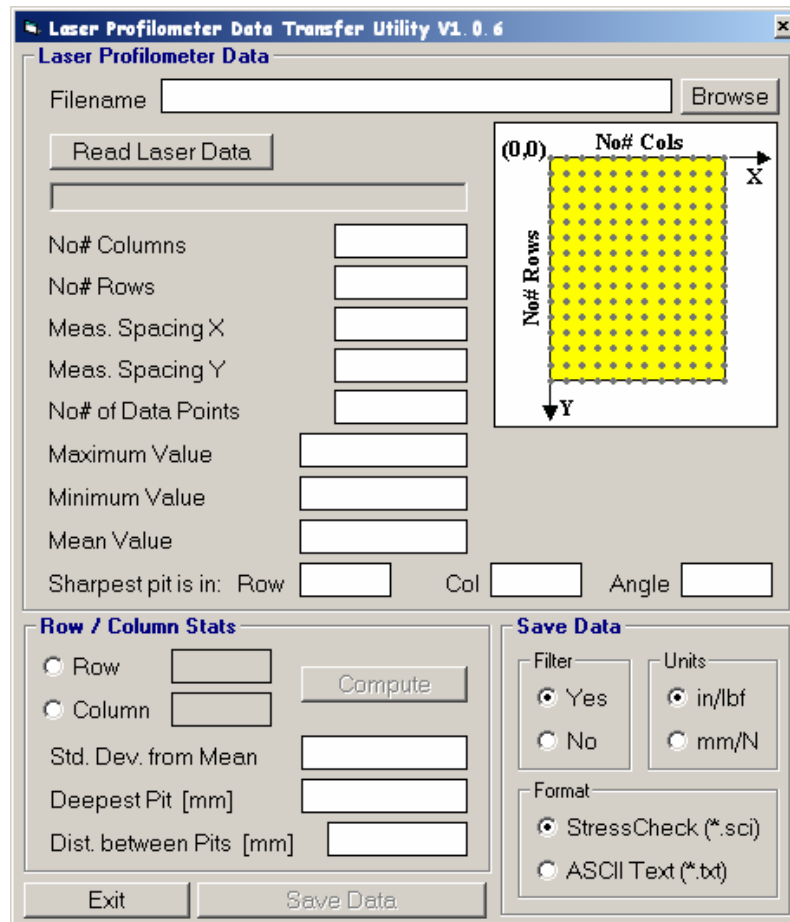 Laser Profilometer Data Transfer Utility V1.0.6
Laser Profilometer Data
Filename
Browse
Read Laser Data
(0,0)
No# Cols
X
No# Rows
Y
No# Columns
No# Rows
Meas. Spacing X
Meas. Spacing Y
No# of Data Points
Maximum Value
Minimum Value
Mean Value
Sharpest pit is in: Row
Col
Angle
Row / Column Stats
Row
Column
Compute
Std. Dev. from Mean
Deepest Pit [mm]
Dist. between Pits [mm]
Save Data
Filter
Yes
No
Units
in/lbf
mm/N
Format
StressCheck (*.sci)
ASCII Text (*.txt)
Exit
Save Data